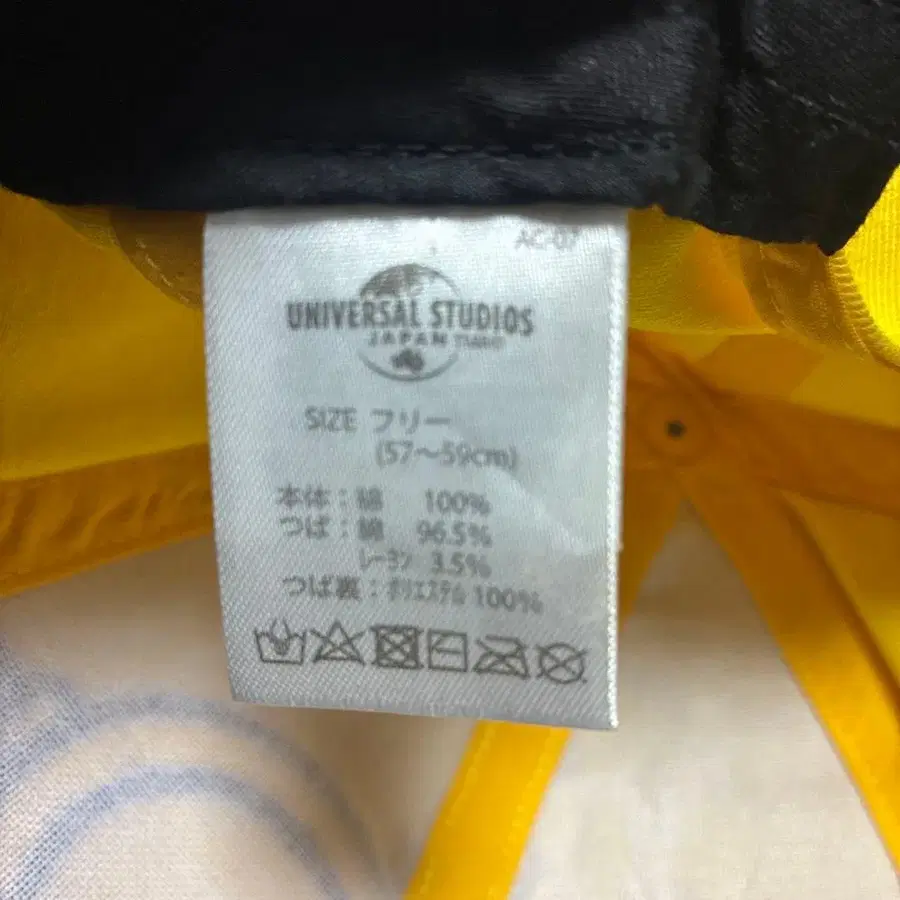 AC-07
UNIVERSAL STUDIOS
JAPAN
SIZE フリー
(57～59cm)
本体：綿 100%
つば：綿 96.5%
レーヨン 3.5%
つば裏：ポリエステル 100%